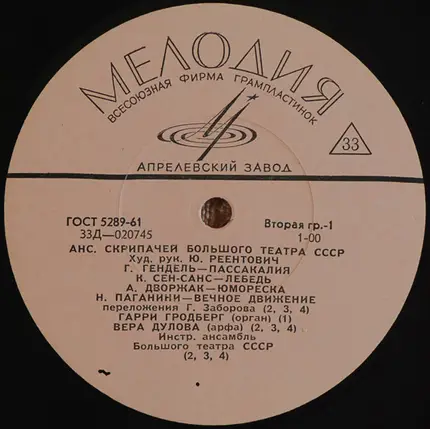 МЕЛОДИЯ
ВСЕСОЮЗНАЯ ФИРМА ГРАМПЛАСТИНОК
33
АПРЕЛЕВСКИЙ ЗАВОД
ГОСТ 5289-61 Вторая гр.-1
33Д—020745 1-00
АНС. СКРИПАЧЕЙ БОЛЬШОГО ТЕАТРА СССР
Худ. рук. Ю. РЕЕНТОВИЧ
Г. ГЕНДЕЛЬ—ПАССАКАЛИЯ
К. СЕН-САНС—ЛЕБЕДЬ
А. ДВОРЖАК—ЮМОРЕСКА
Н. ПАГАНИНИ—ВЕЧНОЕ ДВИЖЕНИЕ
переложения Г. Заборова (2, 3, 4)
ГАРРИ ГРОДБЕРГ (орган) (1)
ВЕРА ДУЛОВА (арфа) (2, 3, 4)
Инстр. ансамбль
Большого театра СССР
(2, 3, 4)